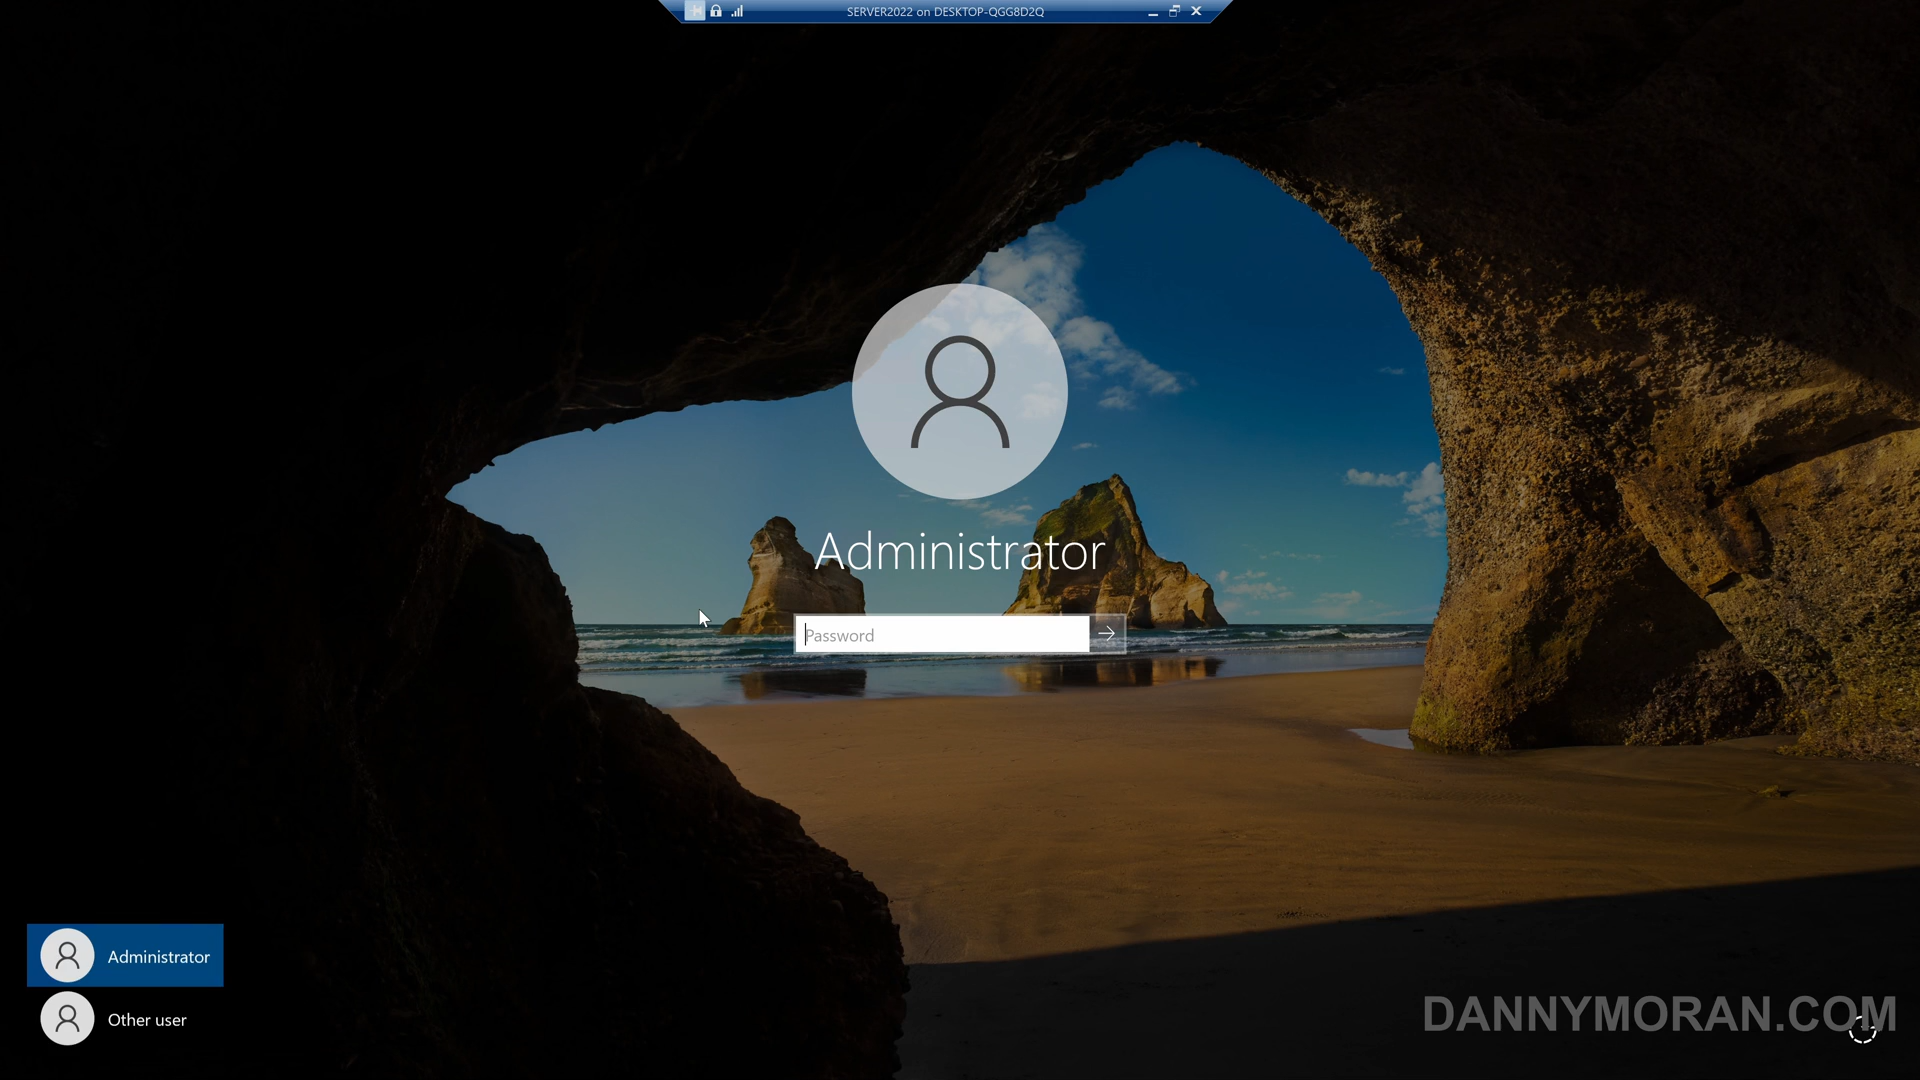 SERVER2022 on DESKTOP-QGG8D2Q
Administrator
Password
Administrator
Other user
DANNYMORAN.COM